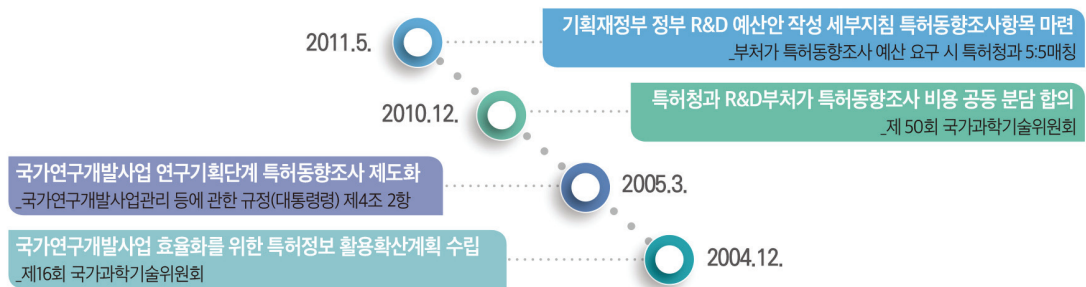 2011.5.
기획재정부 정부 R&D 예산안 작성 세부지침 특허동향조사항목 마련
_부처가 특허동향조사 예산 요구 시 특허청과 5:5매칭
2010.12.
특허청과 R&D부처가 특허동향조사 비용 공동 분담 합의
_제 50회 국가과학기술위원회
국가연구개발사업 연구기획단계 특허동향조사 제도화
_국가연구개발사업관리 등에 관한 규정(대통령령) 제4조 2항
2005.3.
국가연구개발사업 효율화를 위한 특허정보 활용확산계획 수립
_제16회 국가과학기술위원회
2004.12.